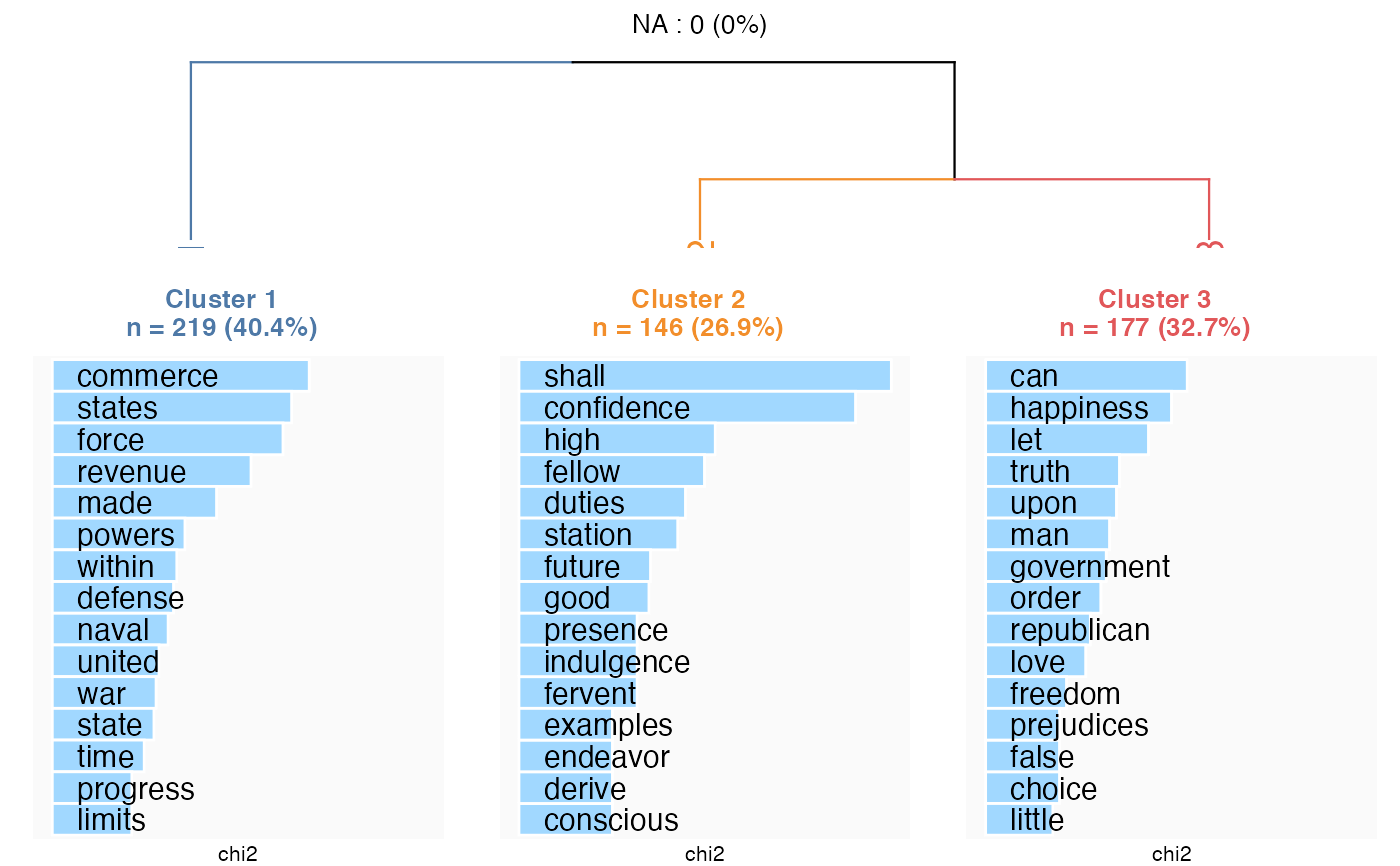 NA : 0 (0%)
Cluster 1
n = 219 (40.4%)
commerce
states
force
revenue
made
powers
within
defense
naval
united
war
state
time
progress
limits
chi2
Cluster 2
n = 146 (26.9%)
shall
confidence
high
fellow
duties
station
future
good
presence
indulgence
fervent
examples
endeavor
derive
conscious
chi2
Cluster 3
n = 177 (32.7%)
can
happiness
let
truth
upon
man
government
order
republican
love
freedom
prejudices
false
choice
little
chi2